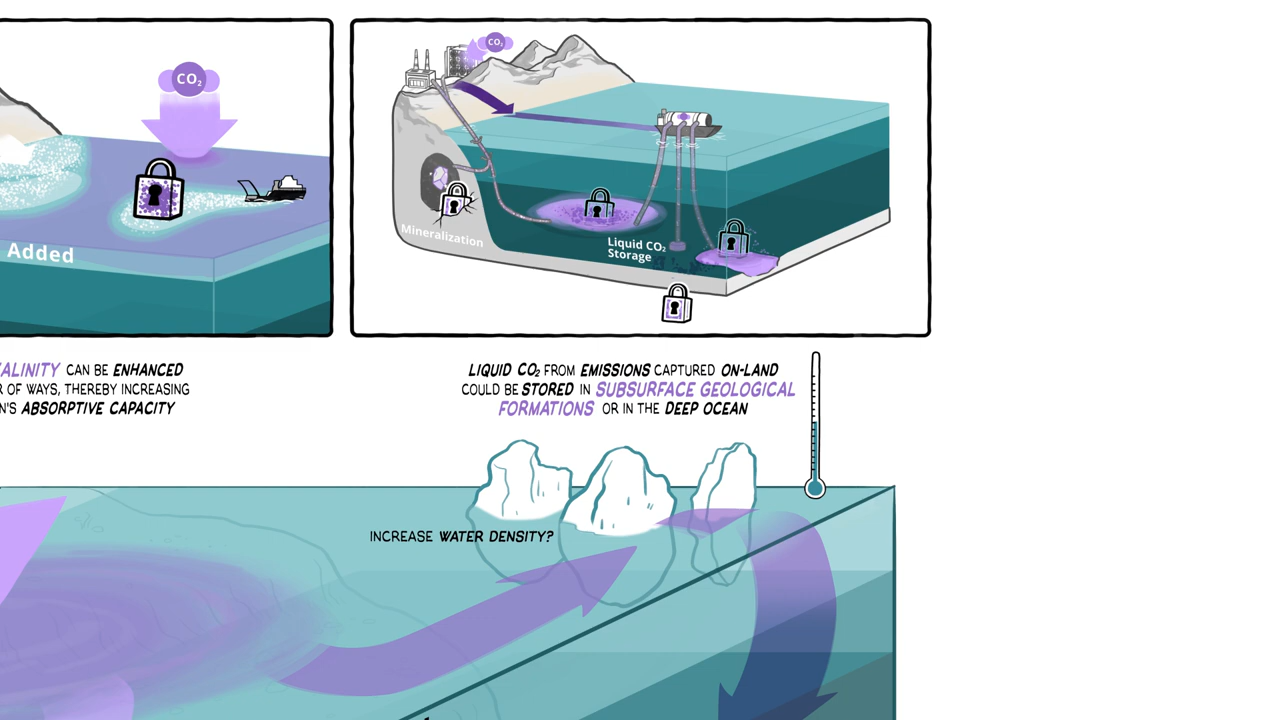 CO₂
CO₂
Added
Mineralization
Liquid CO₂
Storage
ALINITY CAN BE ENHANCED
R OF WAYS, THEREBY INCREASING
N'S ABSORPTIVE CAPACITY
LIQUID CO₂ FROM EMISSIONS CAPTURED ON-LAND
COULD BE STORED IN SUBSURFACE GEOLOGICAL
FORMATIONS OR IN THE DEEP OCEAN
INCREASE WATER DENSITY?